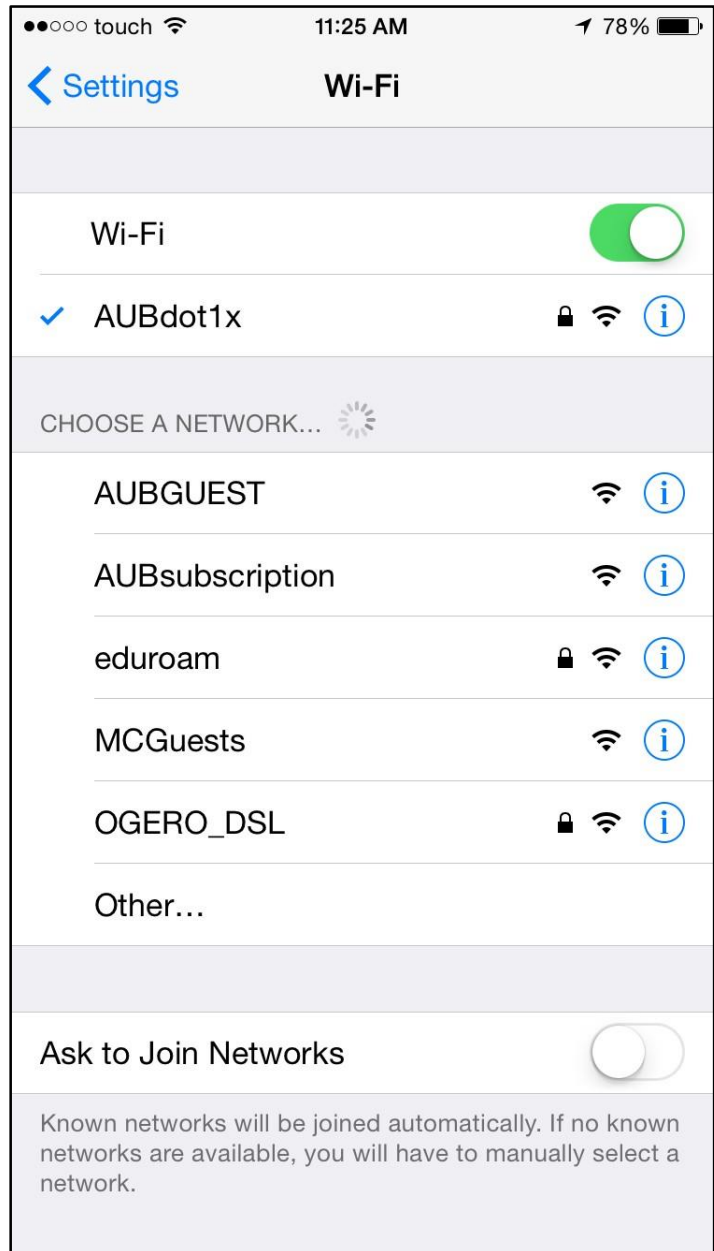 touch 11:25 AM 78%
Settings Wi-Fi
Wi-Fi
AUBdot1x
CHOOSE A NETWORK...
AUBGUEST
AUBsubscription
eduroam
MCGuests
OGERO_DSL
Other...
Ask to Join Networks
Known networks will be joined automatically. If no known
networks are available, you will have to manually select a
network.